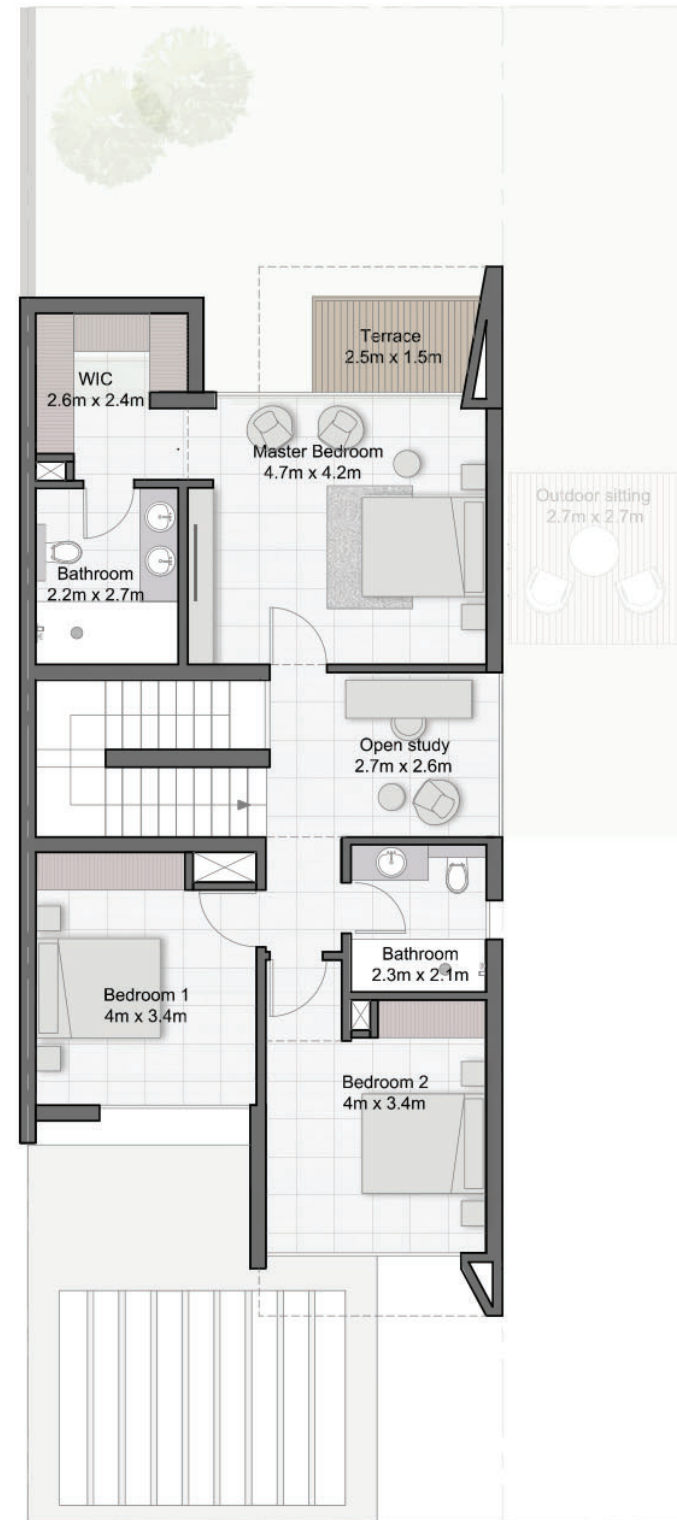 Terrace
2.5m x 1.5m
WIC
2.6m x 2.4m
Master Bedroom
4.7m x 4.2m
Outdoor sitting
2.7m x 2.7m
Bathroom
2.2m x 2.7m
Open study
2.7m x 2.6m
Bathroom
2.3m x 2.1m
Bedroom 1
4m x 3.4m
Bedroom 2
4m x 3.4m